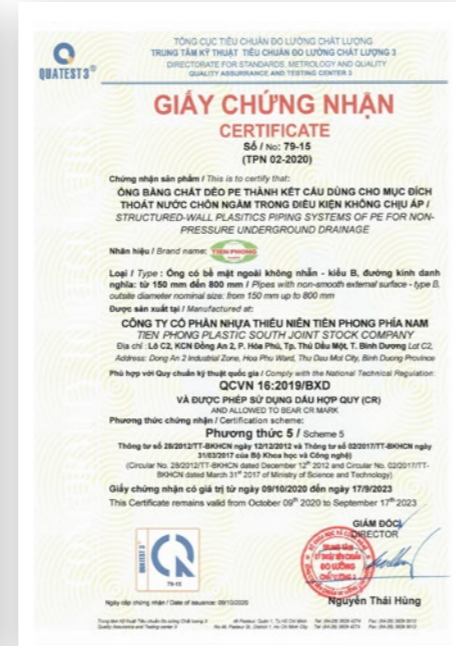 TỔNG CỤC TIÊU CHUẨN ĐO LƯỜNG CHẤT LƯỢNG
TRUNG TÂM KỸ THUẬT TIÊU CHUẨN ĐO LƯỜNG CHẤT LƯỢNG 3
DIRECTORATE FOR STANDARDS, METROLOGY AND QUALITY
QUALITY ASSURRANCE AND TESTING CENTER 3
QUATEST3®
GIẤY CHỨNG NHẬN
CERTIFICATE
Số / No: 79-15
(TPN 02-2020)
Chứng nhận sản phẩm / This is to certify that:
ỐNG BẰNG CHẤT DẺO PE THÀNH KẾT CẤU DÙNG CHO MỤC ĐÍCH
THOÁT NƯỚC CHÔN NGẦM TRONG ĐIỀU KIỆN KHÔNG CHỊU ÁP /
STRUCTURED-WALL PLASITICS PIPING SYSTEMS OF PE FOR NON-
PRESSURE UNDERGROUND DRAINAGE
Nhãn hiệu / Brand name: TIEN PHONG
Loại / Type : Ống có bề mặt ngoài không nhẵn - kiểu B, đường kính danh
nghĩa: từ 150 mm đến 800 mm / Pipes with non-smooth external surface - type B,
outside diameter nominal size: from 150 mm up to 800 mm
Được sản xuất tại / Manufactured at:
CÔNG TY CỔ PHẦN NHỰA THIẾU NIÊN TIỀN PHONG PHÍA NAM
TIEN PHONG PLASTIC SOUTH JOINT STOCK COMPANY
Địa chỉ : Lô C2, KCN Đồng An 2, P. Hòa Phú, Tp. Thủ Dầu Một, T. Bình Dương Lot C2,
Address: Dong An 2 Industrial Zone, Hoa Phu Ward, Thu Dau Mot City, Binh Duong Province
Phù hợp với Quy chuẩn kỹ thuật quốc gia / Comply with the National Technical Regulation:
QCVN 16:2019/BXD
VÀ ĐƯỢC PHÉP SỬ DỤNG DẤU HỢP QUY (CR)
AND ALLOWED TO BEAR CR MARK
Phương thức chứng nhận / Certification scheme:
Phương thức 5 / Scheme 5
Thông tư số 28/2012/TT-BKHCN ngày 12/12/2012 và Thông tư số 02/2017/TT-BKHCN ngày
31/03/2017 của Bộ Khoa học và Công nghệ)
(Circular No. 28/2012/TT-BKHCN dated December 12th 2012 and Circular No. 02/2017/TT-
BKHCN dated March 31st 2017 of Ministry of Science and Technology)
Giấy chứng nhận có giá trị từ ngày 09/10/2020 đến ngày 17/9/2023
This Certificate remains valid from October 09th 2020 to September 17th 2023
GIÁM ĐỐC/
DIRECTOR
QUATEST 3®
79-15
Ngày cấp chứng nhận / Date of issuance: 09/10/2020
Nguyễn Thái Hùng